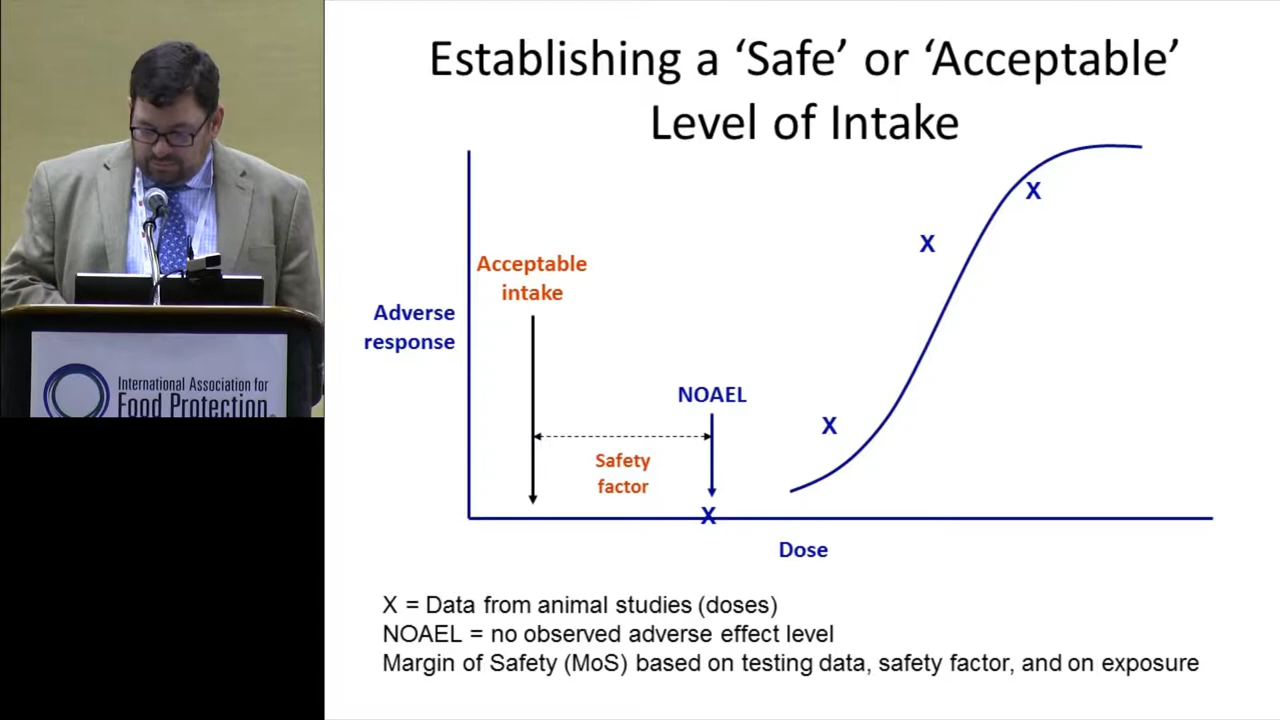 Establishing a ‘Safe’ or ‘Acceptable’
Level of Intake
Acceptable
intake
Adverse
response
NOAEL
Safety
factor
X
X
X
X
Dose
X = Data from animal studies (doses)
NOAEL = no observed adverse effect level
Margin of Safety (MoS) based on testing data, safety factor, and on exposure
International Association for
Food Protection